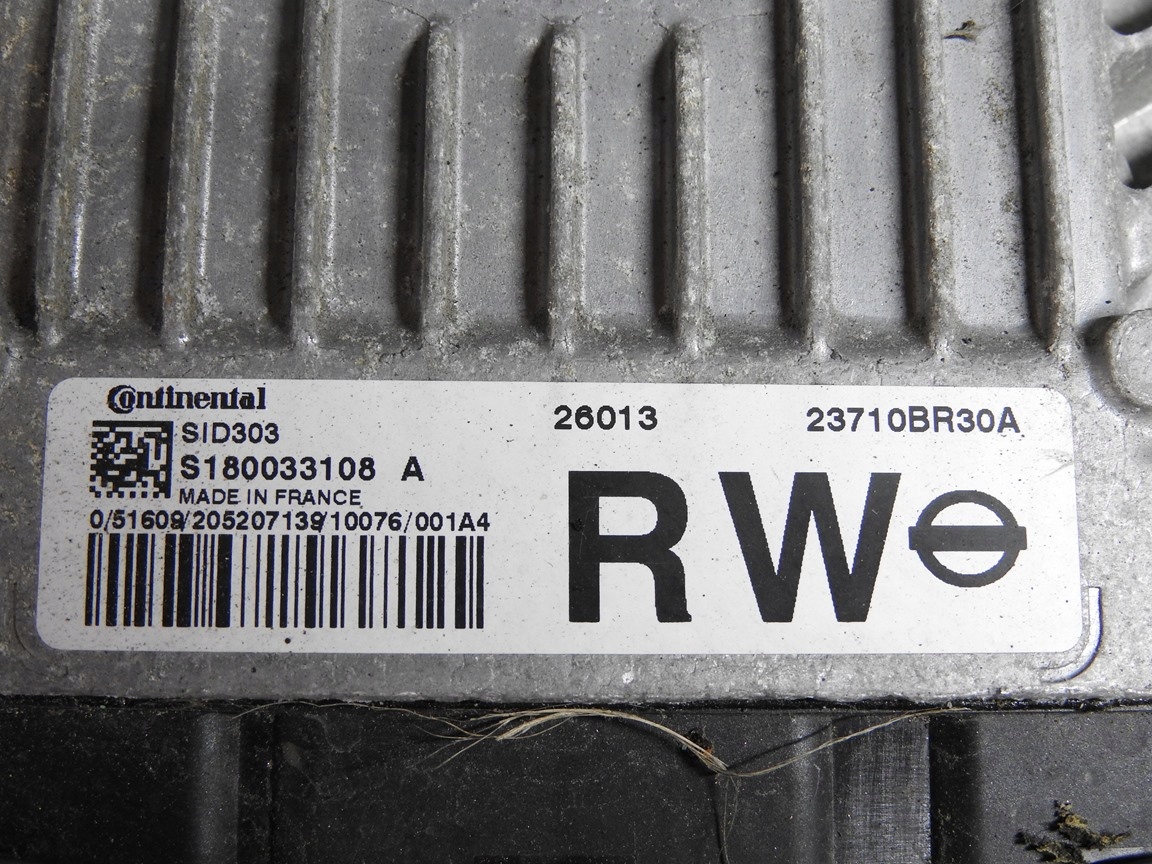 Continental
SID303
S180033108 A
MADE IN FRANCE
0/51609/205207139/10076/001A4
26013
23710BR30A
RW